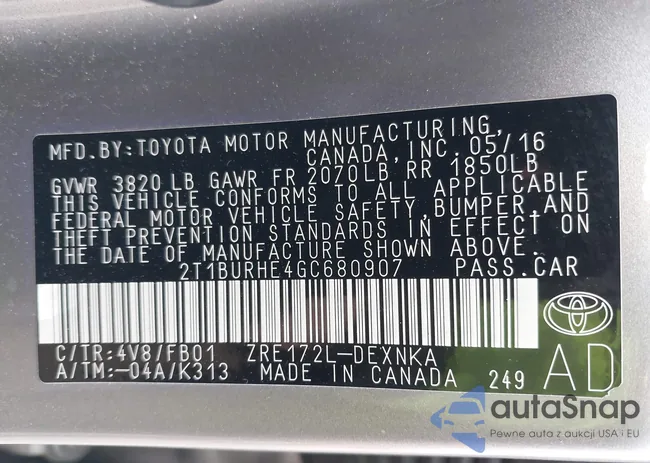 MFD.BY:TOYOTA MOTOR MANUFACTURING,
CANADA, INC. 05/16
GVWR 3820 LB GAWR FR 2070LB, RR 1850LB
THIS VEHICLE CONFORMS TO ALL APPLICABLE
FEDERAL MOTOR VEHICLE SAFETY, BUMPER, AND
THEFT PREVENTION STANDARDS IN EFFECT ON
THE DATE OF MANUFACTURE SHOWN ABOVE.
2T1BURHE4GC680907 PASS.CAR
C/TR:4V8/FB01 ZRE172L-DEXNKA
A/TM:-04A/K313 MADE IN CANADA 249
AD
autoSnap
Pewne auta z aukcji USA i EU